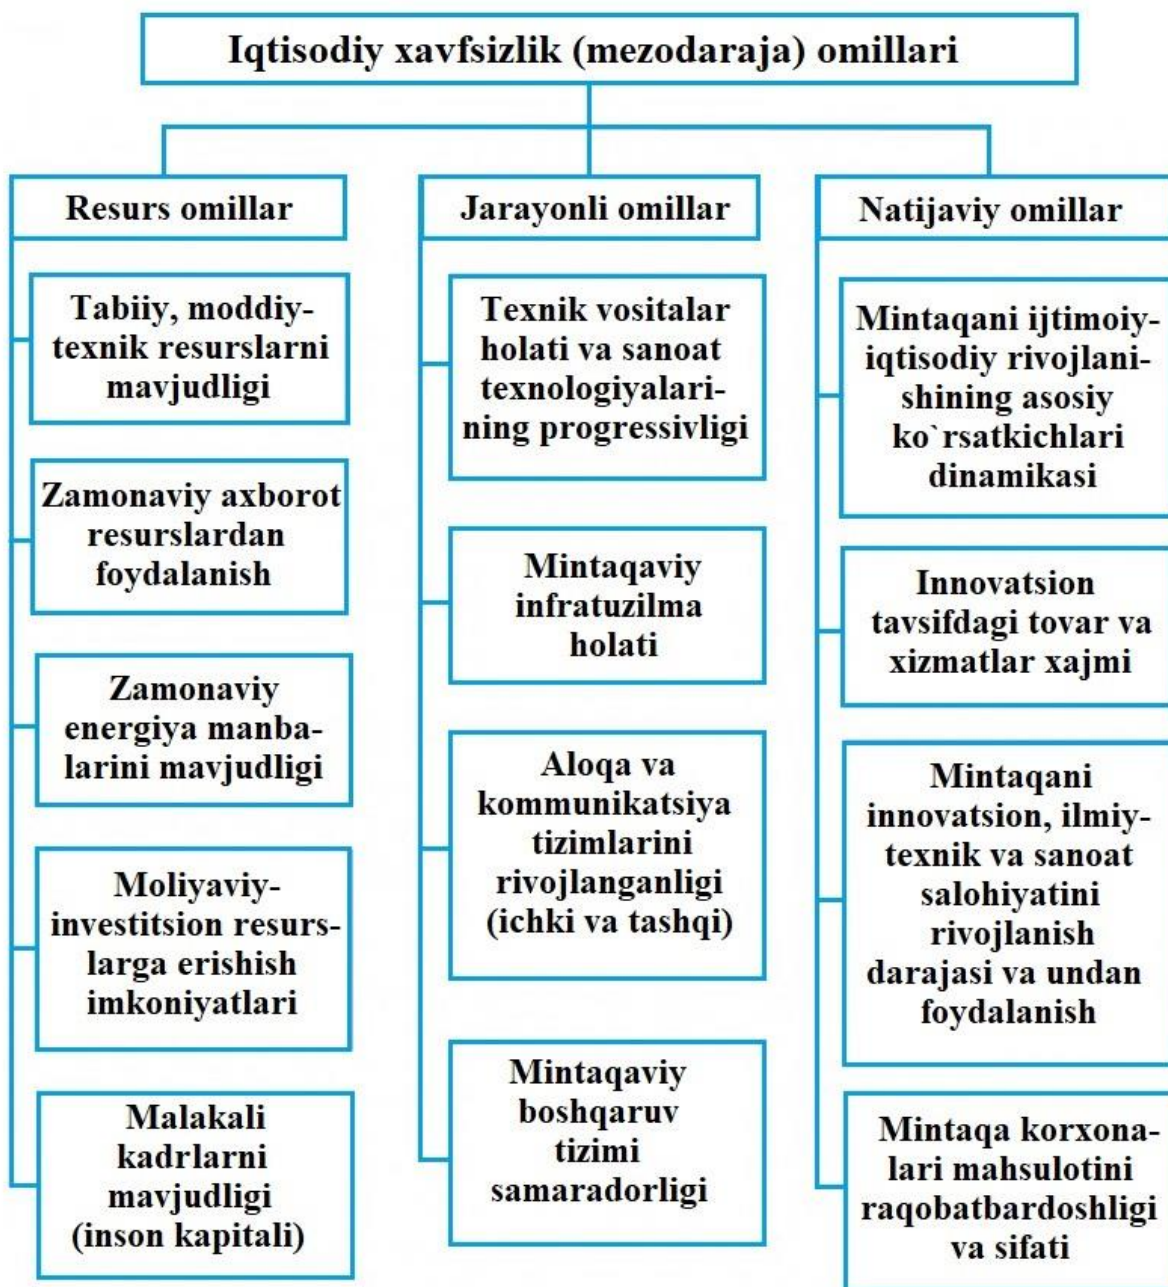 Iqtisodiy xavfsizlik (mezodaraja) omillari
Resurs omillar
Tabiiy, moddiy-
texnik resurslarni
mavjudligi
Zamonaviy axborot
resurslardan
foydalanish
Zamonaviy
energiya manba-
larini mavjudligi
Moliyaviy-
investitsion resurs-
larga erishish
imkoniyatlari
Malakali
kadrlarni
mavjudligi
(inson kapitali)
Jarayonli omillar
Texnik vositalar
holati va sanoat
texnologiyalari-
ning progressivligi
Mintaqaviy
infratuzilma
holati
Aloqa va
kommunikatsiya
tizimlarini
rivojlanganligi
(ichki va tashqi)
Mintaqaviy
boshqaruv
tizimi
samaradorligi
Natijaviy omillar
Mintaqani ijtimoiy-
iqtisodiy rivojlani-
shining asosiy
ko`rsatkichlari
dinamikasi
Innovatsion
tavsifdagi tovar va
xizmatlar xajmi
Mintaqani
innovatsion, ilmiy-
texnik va sanoat
salohiyatini
rivojlanish
darajasi va undan
foydalanish
Mintaqa korxona-
lari mahsulotini
raqobatbardoshligi
va sifati